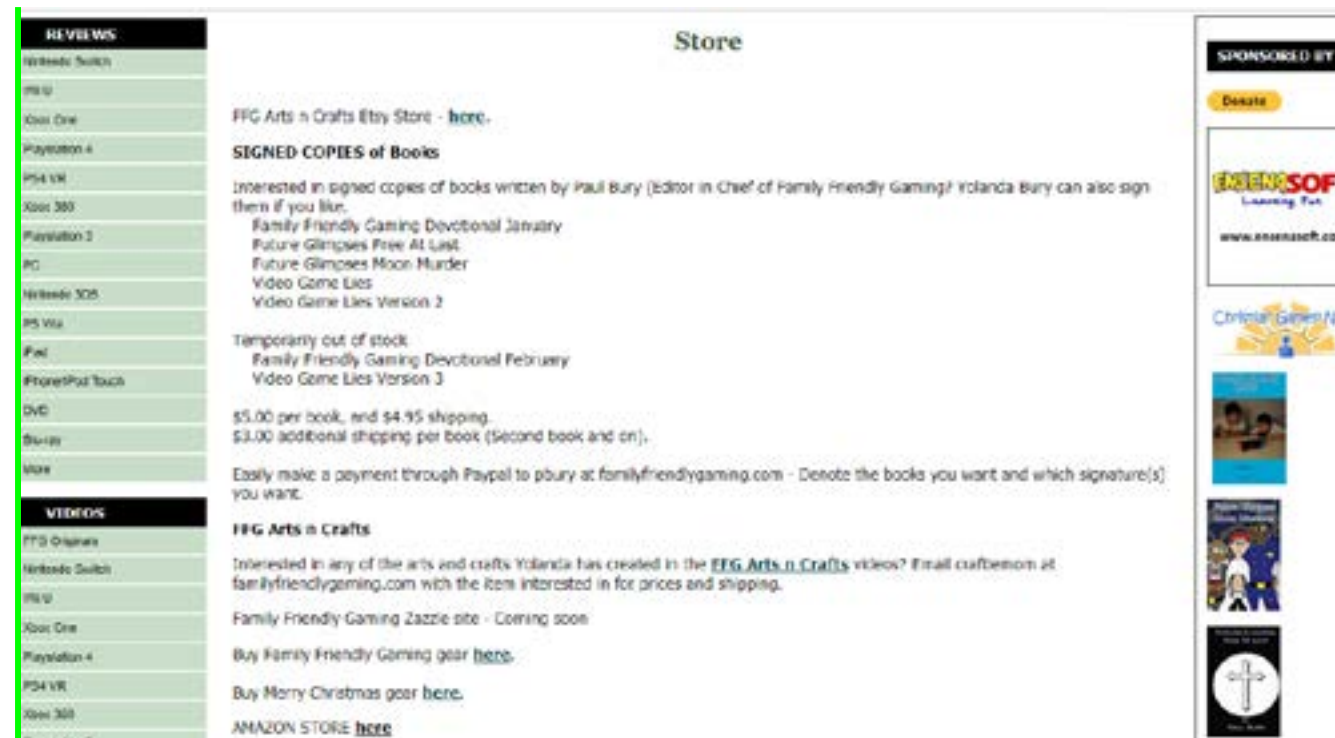 REVIEWS
Nintendo Switch
Wii U
Xbox One
Playstation 4
PS4 VR
Xbox 360
Playstation 3
PC
Nintendo 3DS
PS Vita
iPad
iPhone/iPod Touch
DVD
Blu-ray
More
VIDEOS
FFG Originals
Nintendo Switch
Wii U
Xbox One
Playstation 4
PS4 VR
Xbox 360
Store
FFG Arts n Crafts Etsy Store - here.
SIGNED COPIES of Books
Interested in signed copies of books written by Paul Bury (Editor in Chief of Family Friendly Gaming? Yolanda Bury can also sign
them if you like.
Family Friendly Gaming Devotional January
Future Glimpses Free At Last
Future Glimpses Moon Murder
Video Game Lies
Video Game Lies Version 2
Temporarily out of stock
Family Friendly Gaming Devotional February
Video Game Lies Version 3
$5.00 per book, and $4.95 shipping.
$3.00 additional shipping per book (Second book and on).
Easily make a payment through Paypal to pbury at familyfriendlygaming.com - Denote the books you want and which signature(s)
you want.
FFG Arts n Crafts
Interested in any of the arts and crafts Yolanda has created in the FFG Arts n Crafts videos? Email craftbemom at
familyfriendlygaming.com with the item interested in for prices and shipping.
Family Friendly Gaming Zazzle site - Coming soon
Buy Family Friendly Gaming gear here.
Buy Merry Christmas gear here.
AMAZON STORE here
SPONSORED BY
Donate
ENSENASOF
Learning Fun
www.ensenasoft.co
Christian Games N